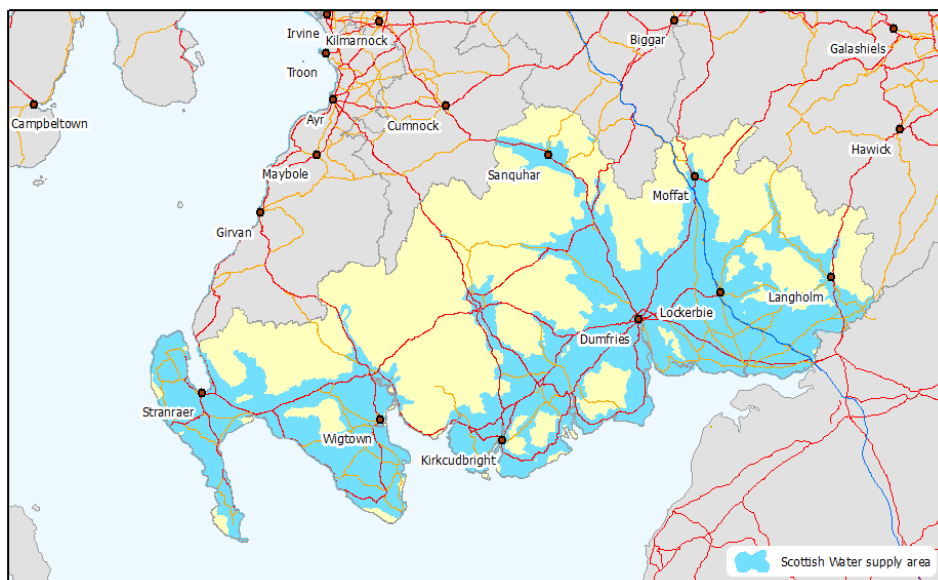 Irvine
Kilmarnock
Biggar
Galashiels
Troon
Campbeltown
Ayr
Cumnock
Hawick
Maybole
Sanquhar
Moffat
Girvan
Langholm
Lockerbie
Dumfries
Stranraer
Wigtown
Kirkcudbright
Scottish Water supply area